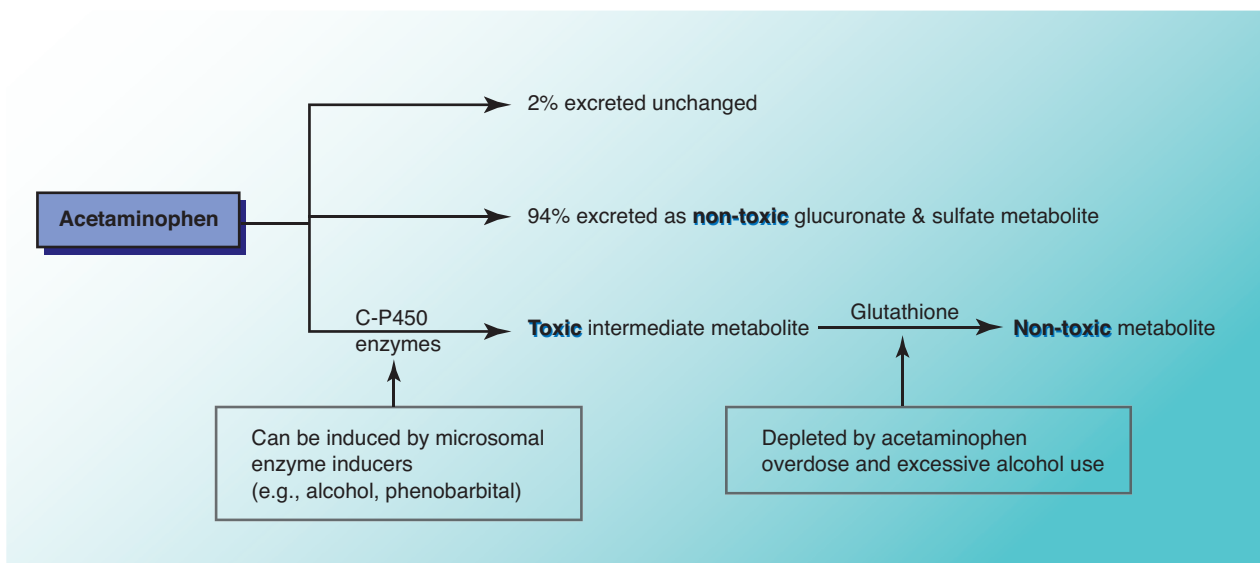 2% excreted unchanged
Acetaminophen
94% excreted as non-toxic glucuronate & sulfate metabolite
C-P450
enzymes
Toxic intermediate metabolite
Glutathione
Non-toxic metabolite
Can be induced by microsomal
enzyme inducers
(e.g., alcohol, phenobarbital)
Depleted by acetaminophen
overdose and excessive alcohol use